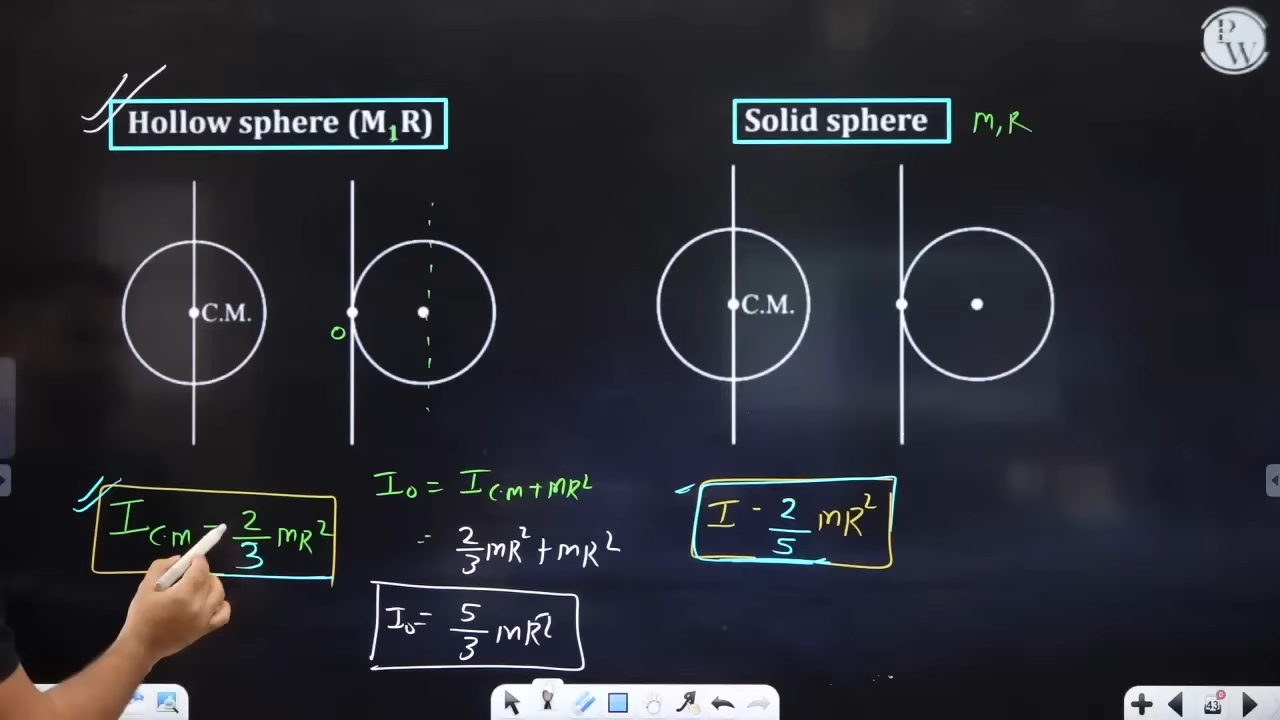 PW
Hollow sphere (M,R)
Solid sphere M,R
C.M.
O
C.M.
I_C.M = 2/3 MR²
I₀ = I_C.M + MR²
= 2/3 MR² + MR²
I₀ = 5/3 MR²
I - 2/5 MR²
43